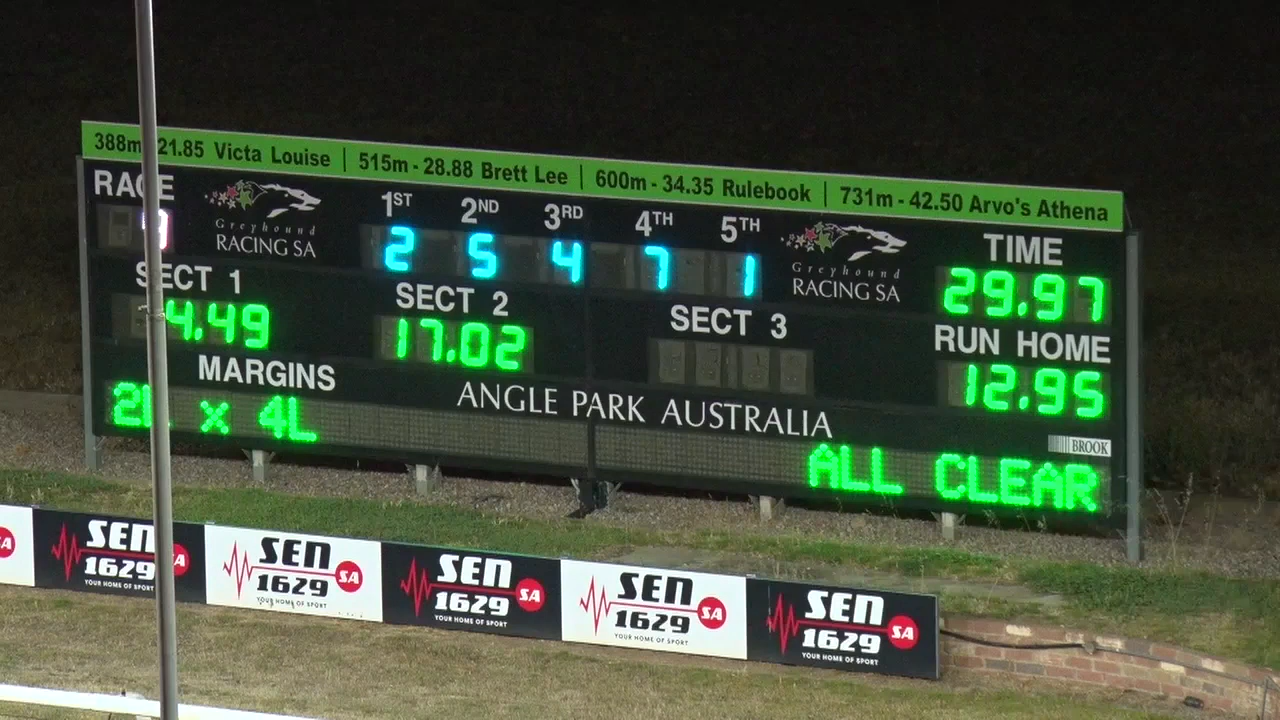 388m 21.85 Victa Louise | 515m - 28.88 Brett Lee | 600m - 34.35 Rulebook | 731m - 42.50 Arvo's Athena
RACE
Greyhound
RACING SA
1ST 2ND 3RD 4TH 5TH
2 5 4 7 1
Greyhound
RACING SA
TIME
29.97
SECT 1
4.49
SECT 2
17.02
SECT 3
RUN HOME
12.95
MARGINS
2L x 4L
ANGLE PARK AUSTRALIA
BROOK
ALL CLEAR
SA
SEN
1629 SA
YOUR HOME OF SPORT
SEN
1629 SA
YOUR HOME OF SPORT
SEN
1629 SA
YOUR HOME OF SPORT
SEN
1629 SA
YOUR HOME OF SPORT
SEN
1629 SA
YOUR HOME OF SPORT